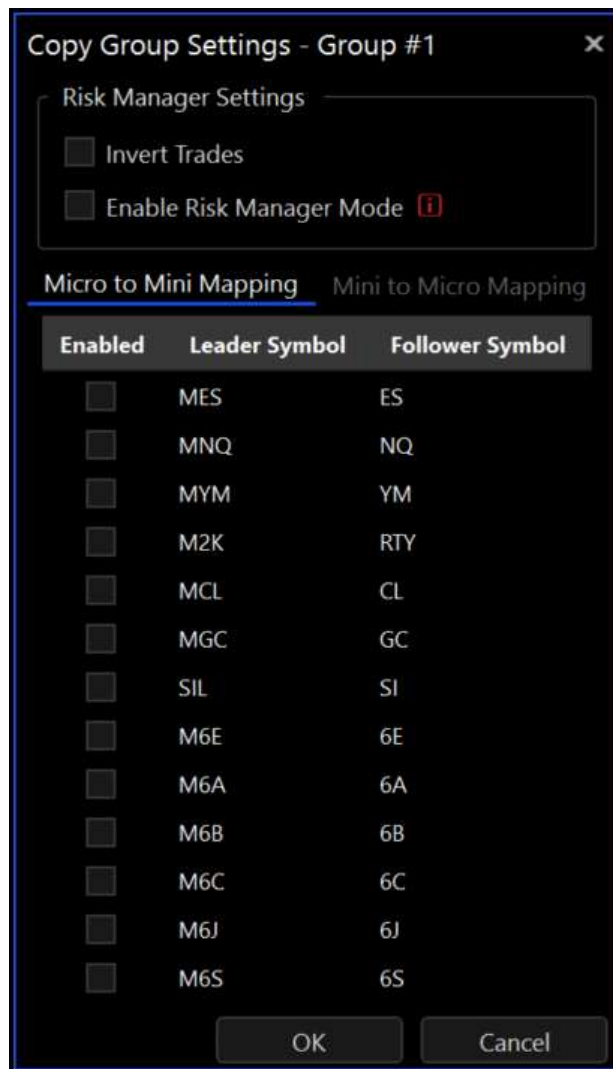 Copy Group Settings - Group #1
Risk Manager Settings
Invert Trades
Enable Risk Manager Mode
Micro to Mini Mapping Mini to Micro Mapping
Enabled Leader Symbol Follower Symbol
MES ES
MNQ NQ
MYM YM
M2K RTY
MCL CL
MGC GC
SIL SI
M6E 6E
M6A 6A
M6B 6B
M6C 6C
M6J 6J
M6S 6S
OK Cancel